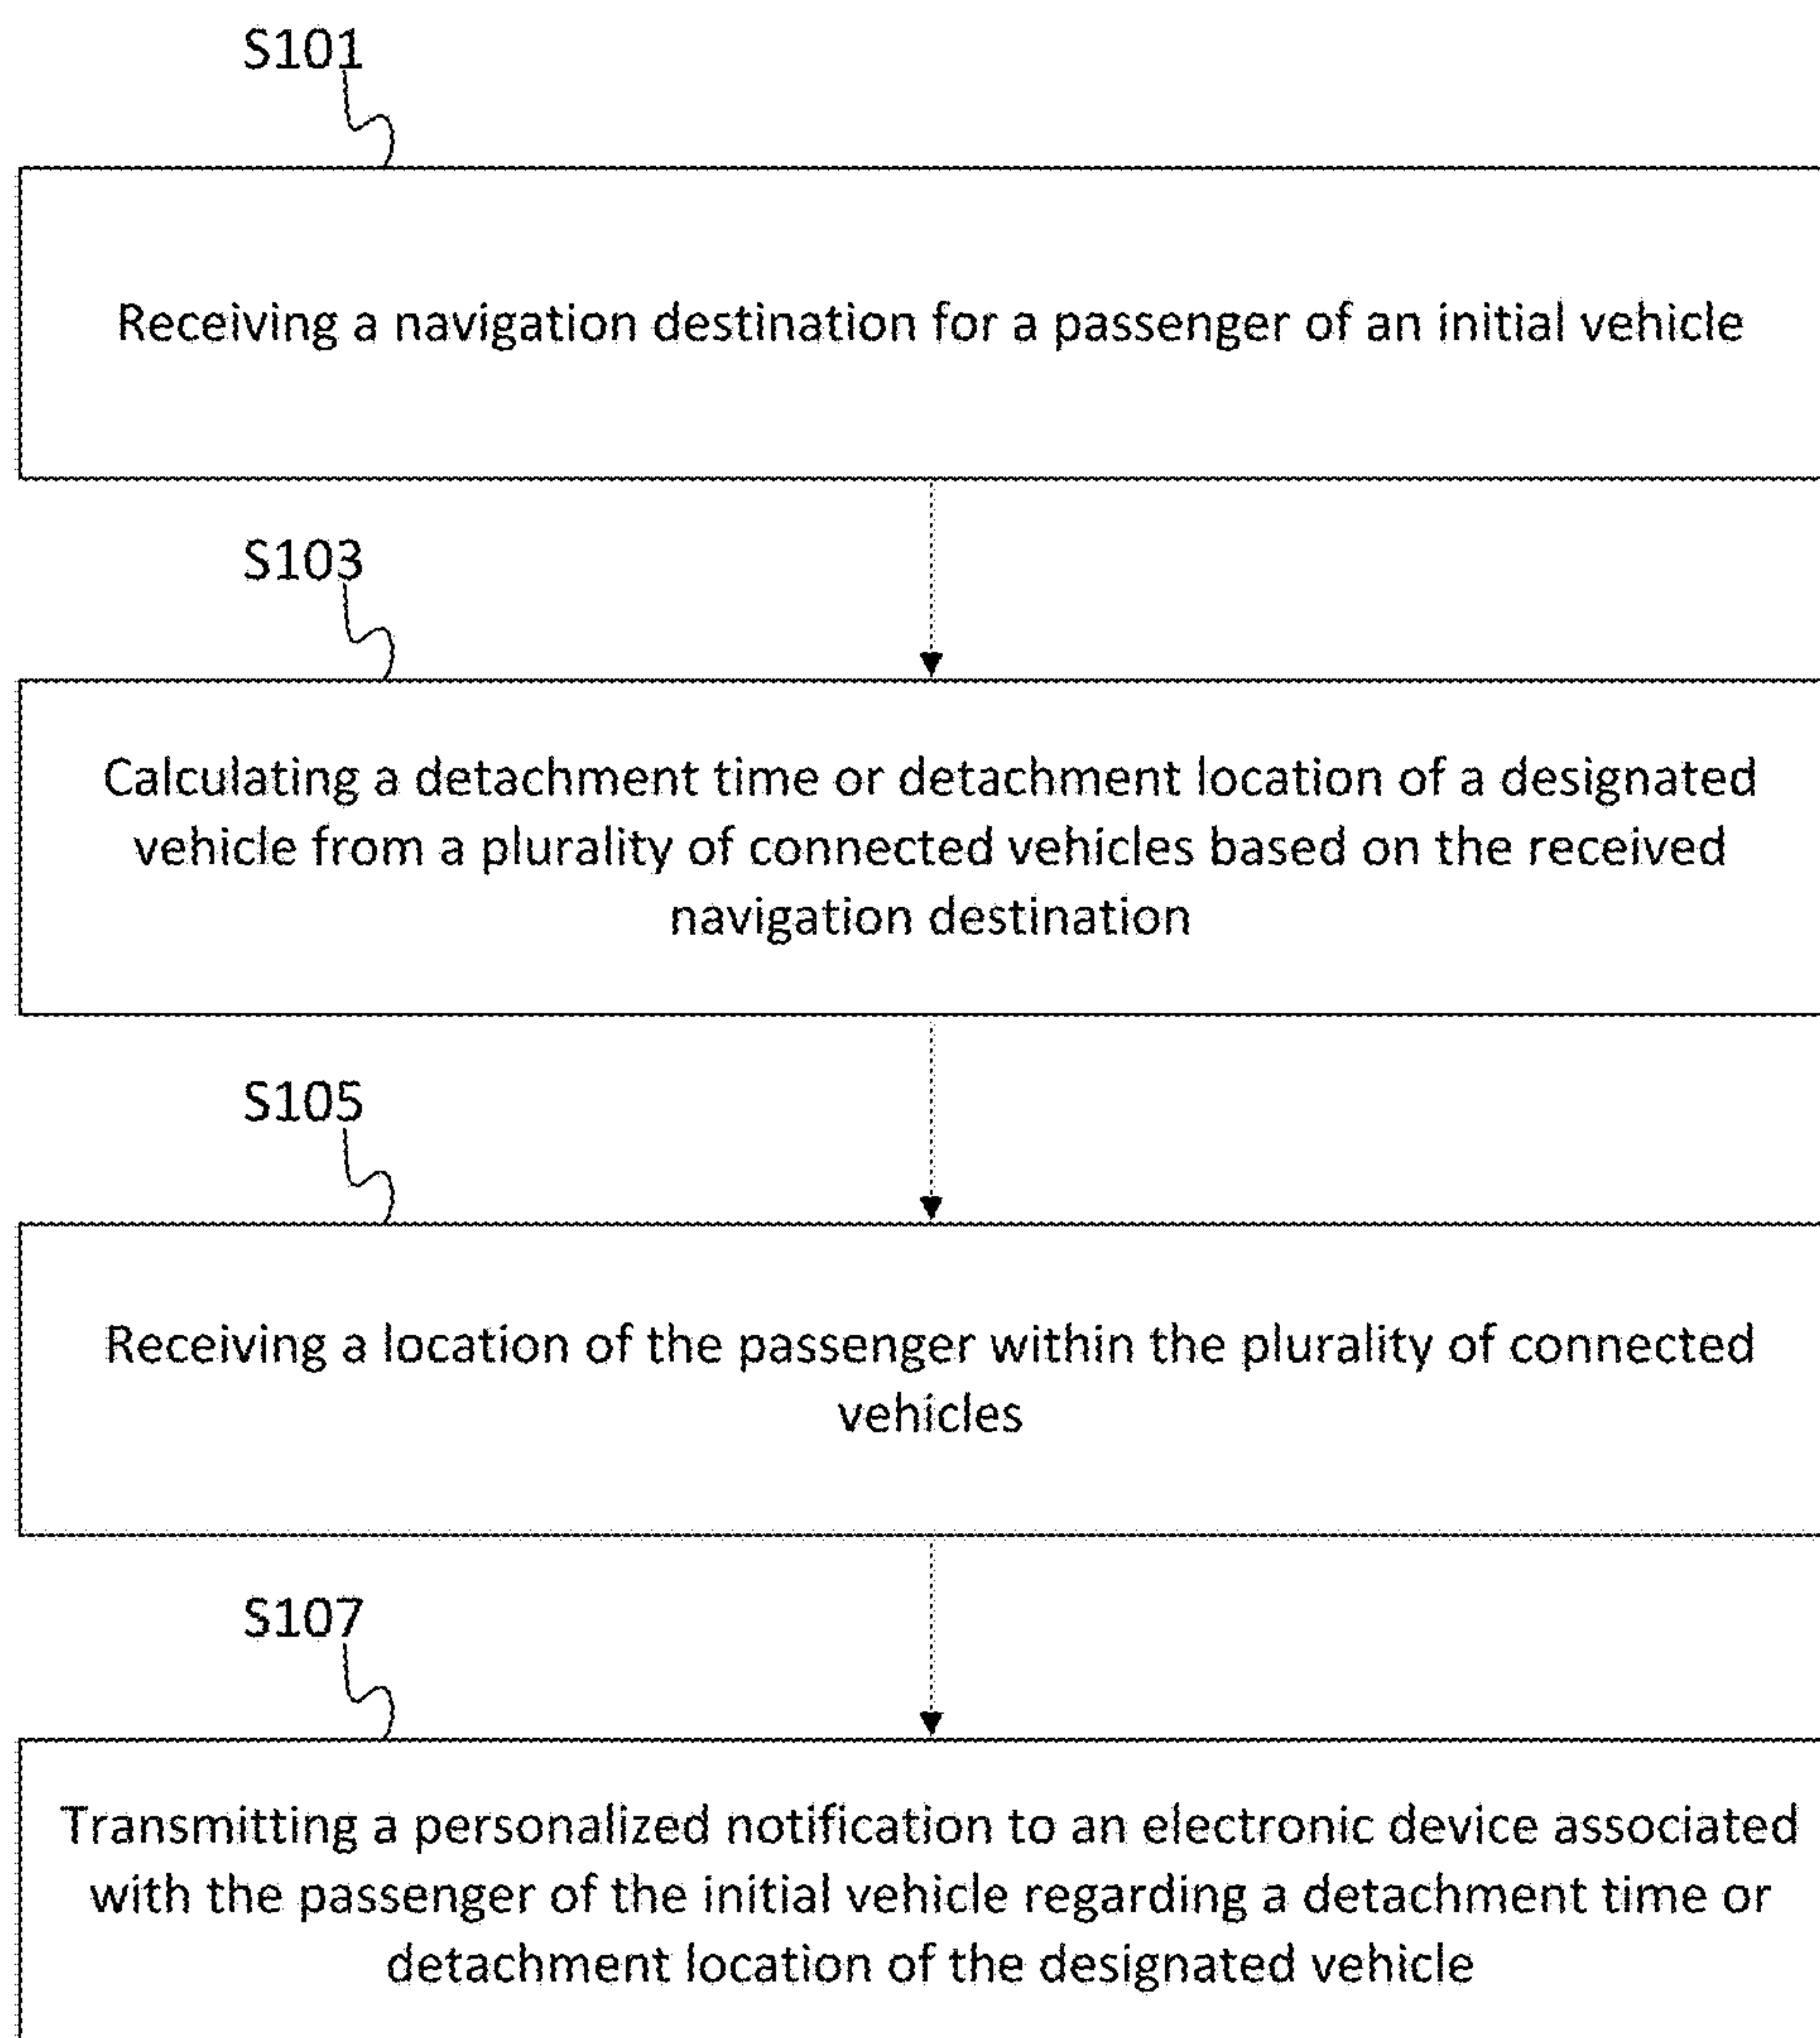 S101
Receiving a navigation destination for a passenger of an initial vehicle
S103
Calculating a detachment time or detachment location of a designated
vehicle from a plurality of connected vehicles based on the received
navigation destination
S105
Receiving a location of the passenger within the plurality of connected
vehicles
S107
Transmitting a personalized notification to an electronic device associated
with the passenger of the initial vehicle regarding a detachment time or
detachment location of the designated vehicle